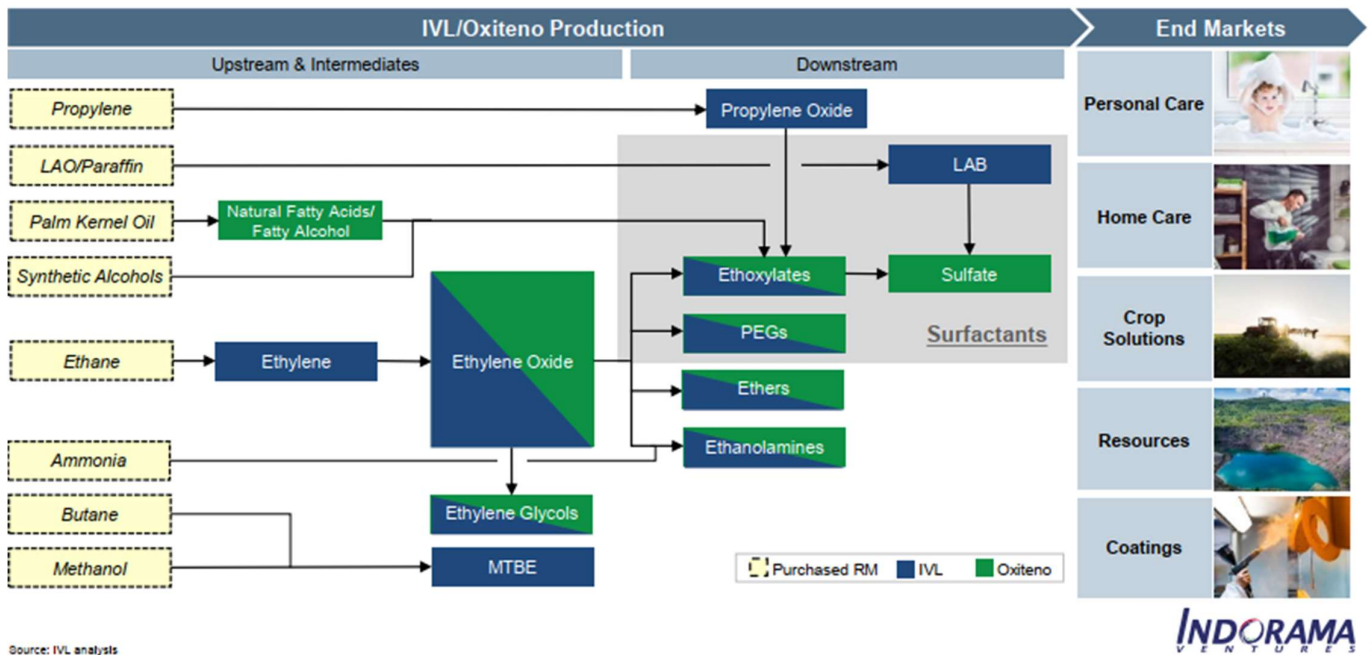 IVL/Oxiteno Production
End Markets
Upstream & Intermediates
Downstream
Propylene
Propylene Oxide
LAO/Paraffin
LAB
Palm Kernel Oil
Natural Fatty Acids/
Fatty Alcohol
Synthetic Alcohols
Ethoxylates
Sulfate
PEGs
Surfactants
Ethane
Ethylene
Ethylene Oxide
Ethers
Ammonia
Ethanolamines
Butane
Ethylene Glycols
Methanol
MTBE
Purchased RM
IVL
Oxiteno
Personal Care
Home Care
Crop
Solutions
Resources
Coatings
Source: IVL analysis
INDORAMA
VENTURES